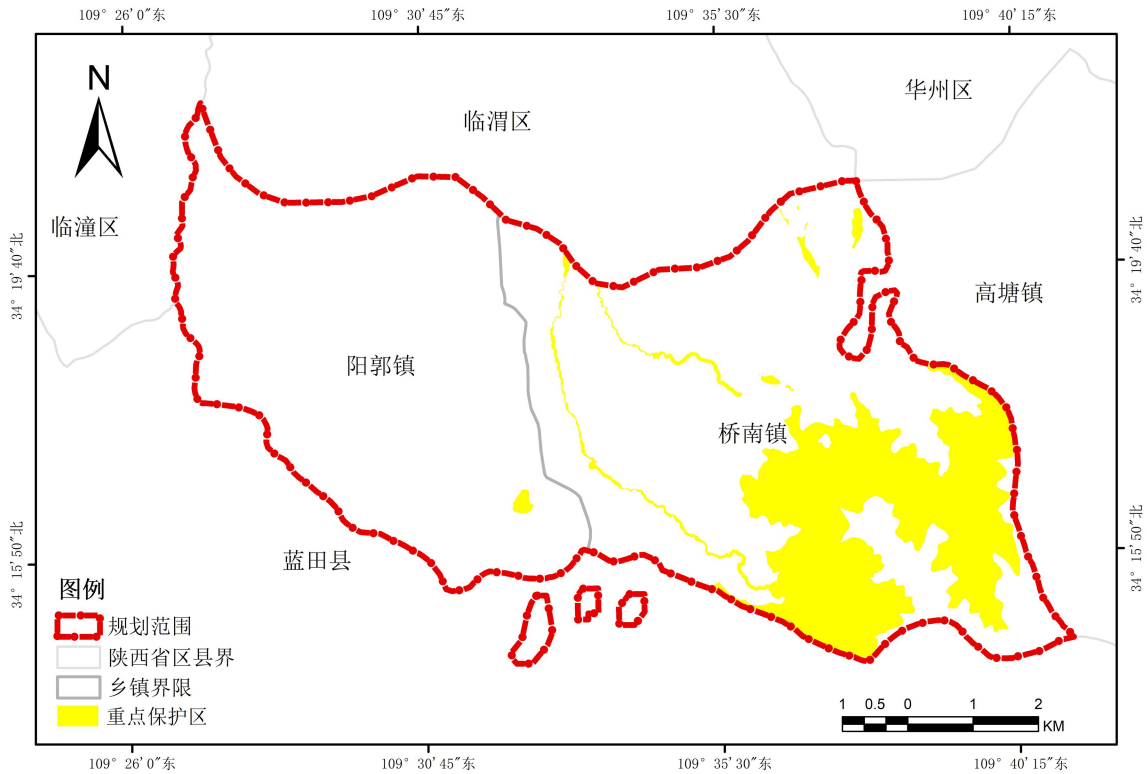 109° 26′ 0″东
109° 30′ 45″东
109° 35′ 30″东
109° 40′ 15″东
N
华州区
临渭区
临潼区
34° 19′ 40″北
34° 19′ 40″北
高塘镇
阳郭镇
桥南镇
34° 15′ 50″北
34° 15′ 50″北
蓝田县
图例
规划范围
陕西省区县界
乡镇界限
重点保护区
1 0.5 0 1 2
KM
109° 26′ 0″东
109° 30′ 45″东
109° 35′ 30″东
109° 40′ 15″东